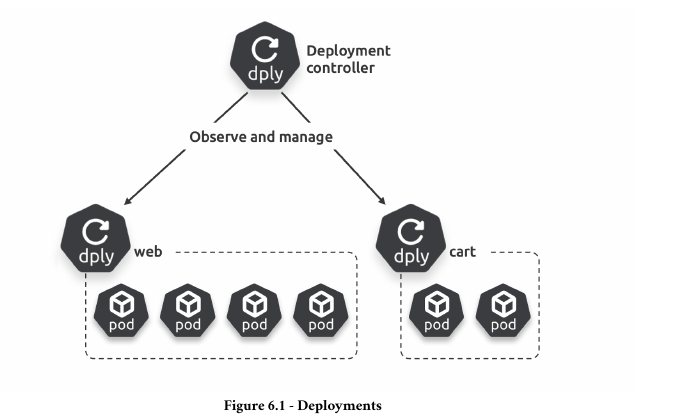 dply
Deployment
controller
Observe and manage
dply
web
dply
cart
pod
pod
pod
pod
pod
pod
Figure 6.1 - Deployments